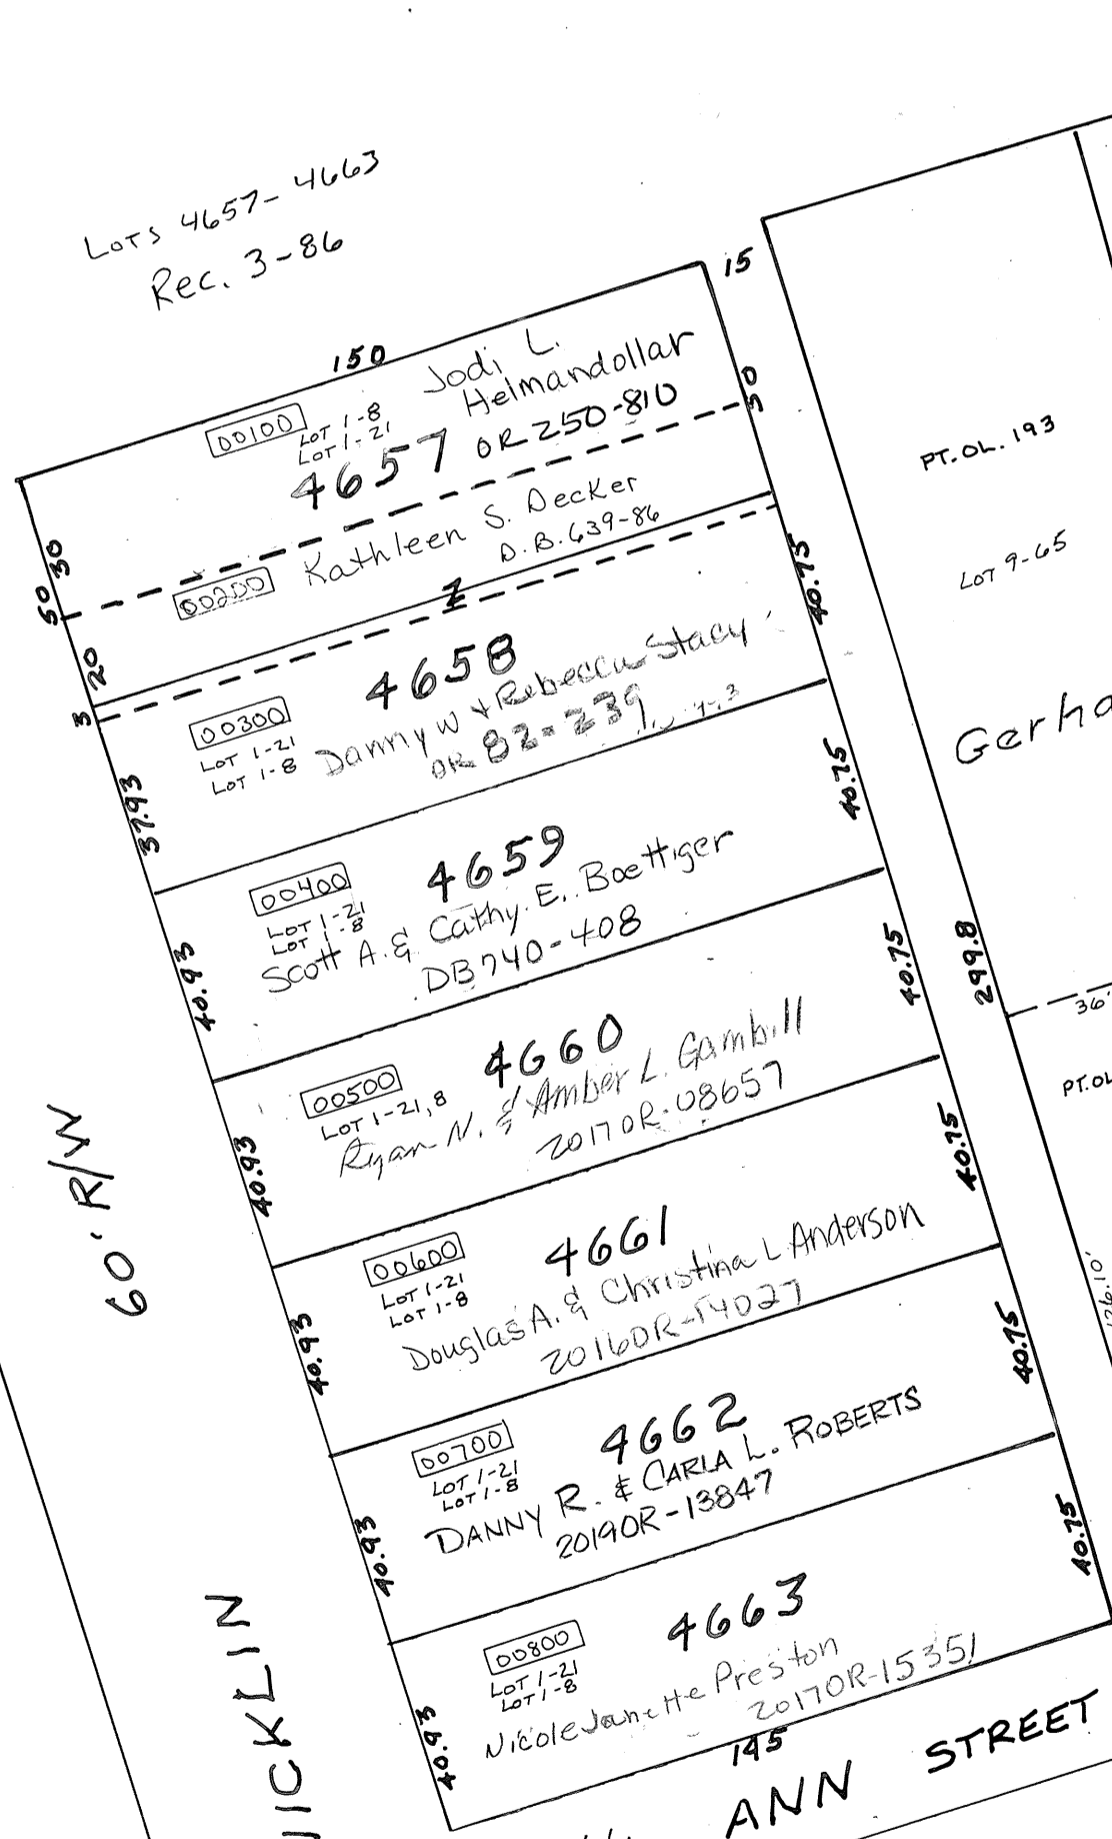 LOTS 4657-4663
Rec. 3-86
15
150
Jodi L.
Helmandollar
00100
LOT 1-8
LOT 1-21
4657 OR 250-810
30
50
30
00200
Kathleen S. Decker
D.B. 639-86
Z
20
3
4658
40.75
00300
LOT 1-21
LOT 1-8
Danny W & Rebecca Stacy
OR 82-239
37.93
4659
40.75
00400
LOT 1-21
LOT 1-8
Scott A. & Cathy. E. Boettiger
DB 740-408
40.93
4660
40.75
00500
LOT 1-21,8
Ryan N. & Amber L. Gambill
2017OR-08657
40.93
4661
40.75
00600
LOT 1-21
LOT 1-8
Douglas A. & Christina L Anderson
2016OR-14027
40.93
4662
40.75
00700
LOT 1-21
LOT 1-8
DANNY R. & CARLA L. ROBERTS
2019OR-13847
40.93
4663
40.75
00800
LOT 1-21
LOT 1-8
Nicole Janette Preston
2017OR-15351
40.93
145
ANN STREET
60' R/W
ICKLIN
PT. OL. 193
LOT 9-65
Gerha
299.8
36'
PT. OL
126.10'